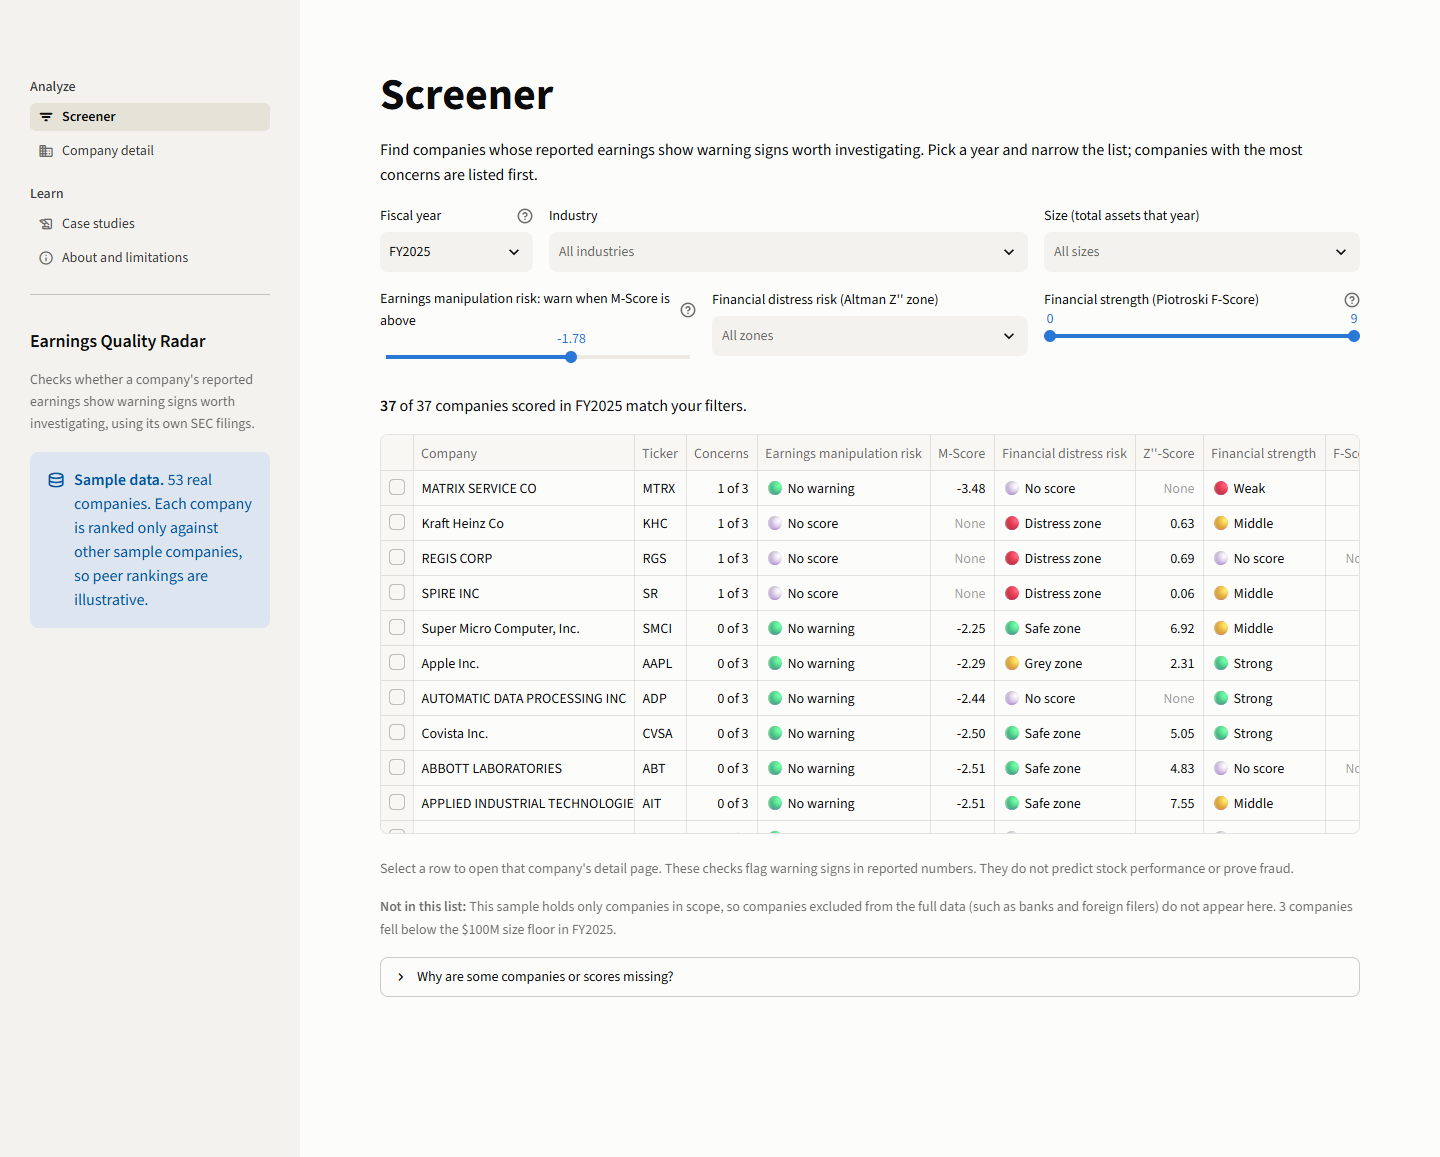 Analyze
Screener
Company detail
Learn
Case studies
About and limitations
Earnings Quality Radar
Checks whether a company's reported
earnings show warning signs worth
investigating, using its own SEC filings.
Sample data. 53 real
companies. Each company
is ranked only against
other sample companies,
so peer rankings are
illustrative.
Screener
Find companies whose reported earnings show warning signs worth investigating. Pick a year and narrow the list; companies with the most
concerns are listed first.
Fiscal year
Industry
Size (total assets that year)
FY2025
All industries
All sizes
Earnings manipulation risk: warn when M-Score is
above
-1.78
Financial distress risk (Altman Z'' zone)
All zones
Financial strength (Piotroski F-Score)
0 9
37 of 37 companies scored in FY2025 match your filters.
Company Ticker Concerns Earnings manipulation risk M-Score Financial distress risk Z''-Score Financial strength F-Sc
MATRIX SERVICE CO MTRX 1 of 3 No warning -3.48 No score None Weak
Kraft Heinz Co KHC 1 of 3 No score None Distress zone 0.63 Middle
REGIS CORP RGS 1 of 3 No score None Distress zone 0.69 No score
SPIRE INC SR 1 of 3 No score None Distress zone 0.06 Middle
Super Micro Computer, Inc. SMCI 0 of 3 No warning -2.25 Safe zone 6.92 Middle
Apple Inc. AAPL 0 of 3 No warning -2.29 Grey zone 2.31 Strong
AUTOMATIC DATA PROCESSING INC ADP 0 of 3 No warning -2.44 No score None Strong
Covista Inc. CVSA 0 of 3 No warning -2.50 Safe zone 5.05 Strong
ABBOTT LABORATORIES ABT 0 of 3 No warning -2.51 Safe zone 4.83 No score
APPLIED INDUSTRIAL TECHNOLOGIE AIT 0 of 3 No warning -2.51 Safe zone 7.55 Middle
Select a row to open that company's detail page. These checks flag warning signs in reported numbers. They do not predict stock performance or prove fraud.
Not in this list: This sample holds only companies in scope, so companies excluded from the full data (such as banks and foreign filers) do not appear here. 3 companies
fell below the $100M size floor in FY2025.
Why are some companies or scores missing?